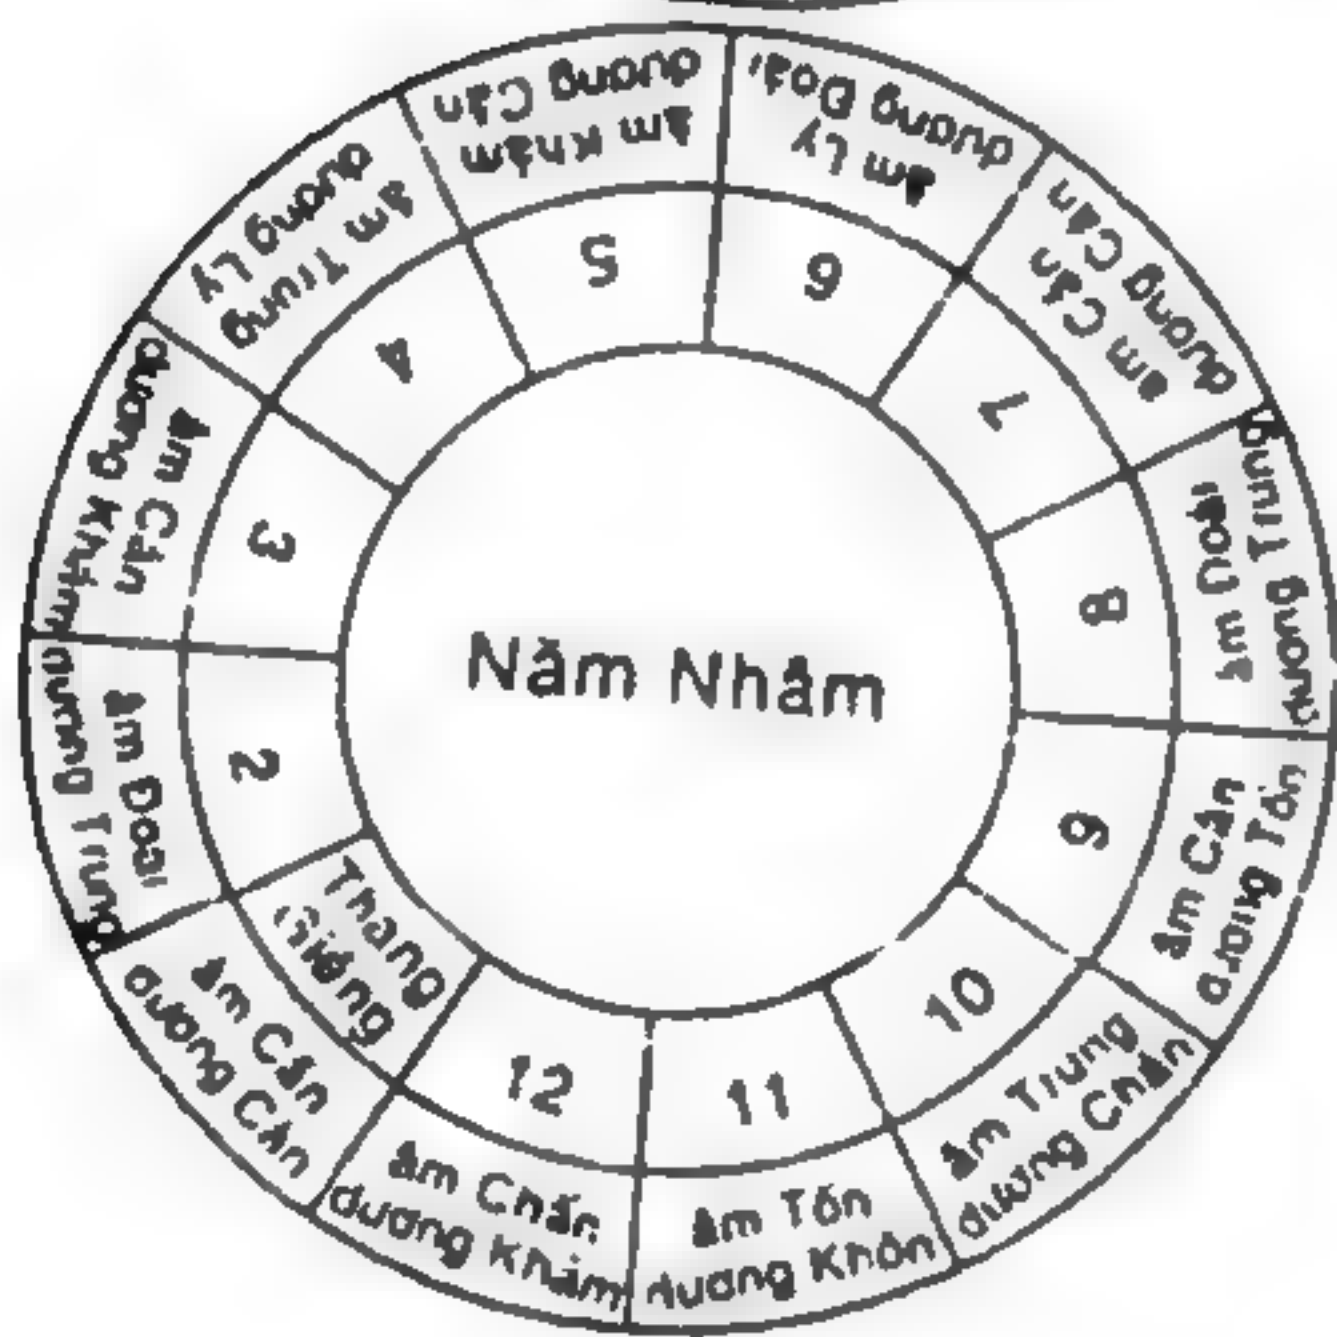 Năm Nhâm
Tháng
Giêng
âm Cấn
dương Càn
2
âm Đoài
dương Trung
3
âm Càn
dương Khảm
4
âm Trung
dương Ly
5
âm Khảm
dương Cấn
6
âm Ly
dương Đoài
7
âm Cấn
dương Càn
8
âm Đoài
dương Trung
9
âm Cấn
dương Tốn
10
âm Trung
dương Chấn
11
âm Tốn
dương Khôn
12
âm Chấn
dương Khảm